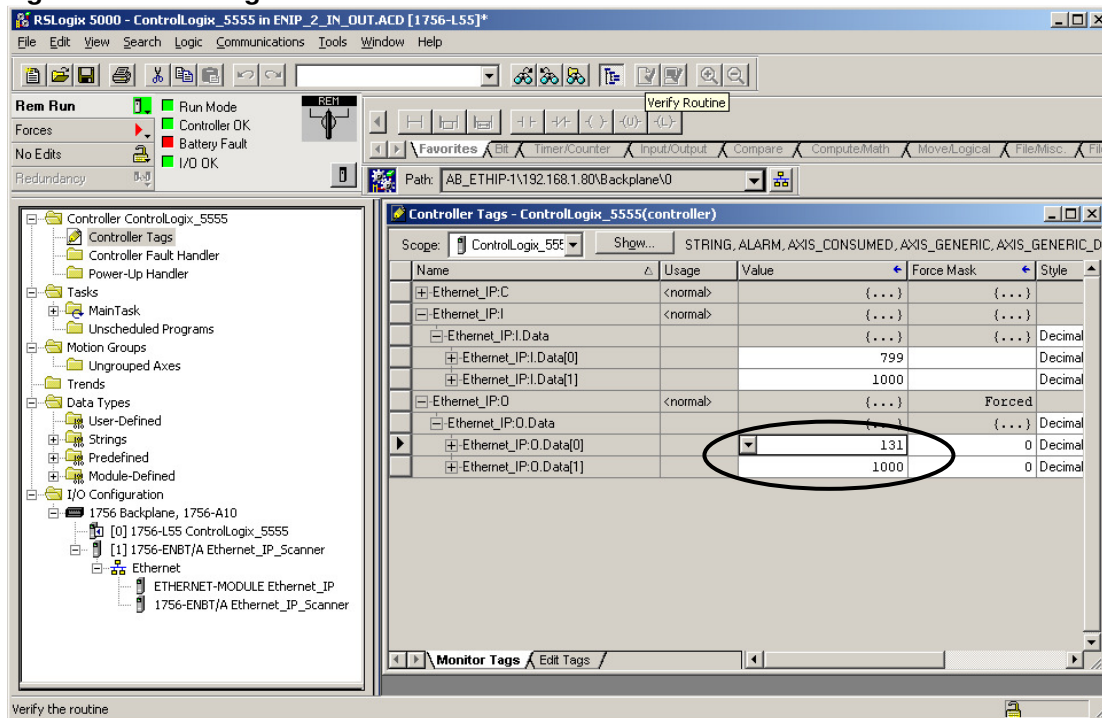 RSLogix 5000 - ControlLogix_5555 in ENIP_2_IN_OUT.ACD [1756-L55]*
File Edit View Search Logic Communications Tools Window Help
Rem Run
Run Mode
REM
Verify Routine
Forces
Controller OK
Battery Fault
No Edits
I/O OK
Redundancy
Favorites Bit Timer/Counter Input/Output Compare Compute/Math Move/Logical File/Misc. Fil
Path: AB_ETHIP-1\192.168.1.80\Backplane\0
Controller ControlLogix_5555
Controller Tags
Controller Fault Handler
Power-Up Handler
Tasks
MainTask
Unscheduled Programs
Motion Groups
Ungrouped Axes
Trends
Data Types
User-Defined
Strings
Predefined
Module-Defined
I/O Configuration
1756 Backplane, 1756-A10
[0] 1756-L55 ControlLogix_5555
[1] 1756-ENBT/A Ethernet_IP_Scanner
Ethernet
ETHERNET-MODULE Ethernet_IP
1756-ENBT/A Ethernet_IP_Scanner
Controller Tags - ControlLogix_5555(controller)
Scope: ControlLogix_555 Show... STRING, ALARM, AXIS_CONSUMED, AXIS_GENERIC, AXIS_GENERIC_D
Name Usage Value Force Mask Style
Ethernet_IP:C <normal> {...} {...}
Ethernet_IP:I <normal> {...} {...}
Ethernet_IP:I.Data {...} {...} Decimal
Ethernet_IP:I.Data[0] 799 Decimal
Ethernet_IP:I.Data[1] 1000 Decimal
Ethernet_IP:O <normal> {...} Forced
Ethernet_IP:O.Data {...} {...} Decimal
Ethernet_IP:O.Data[0] 131 0 Decimal
Ethernet_IP:O.Data[1] 1000 0 Decimal
Monitor Tags Edit Tags
Verify the routine